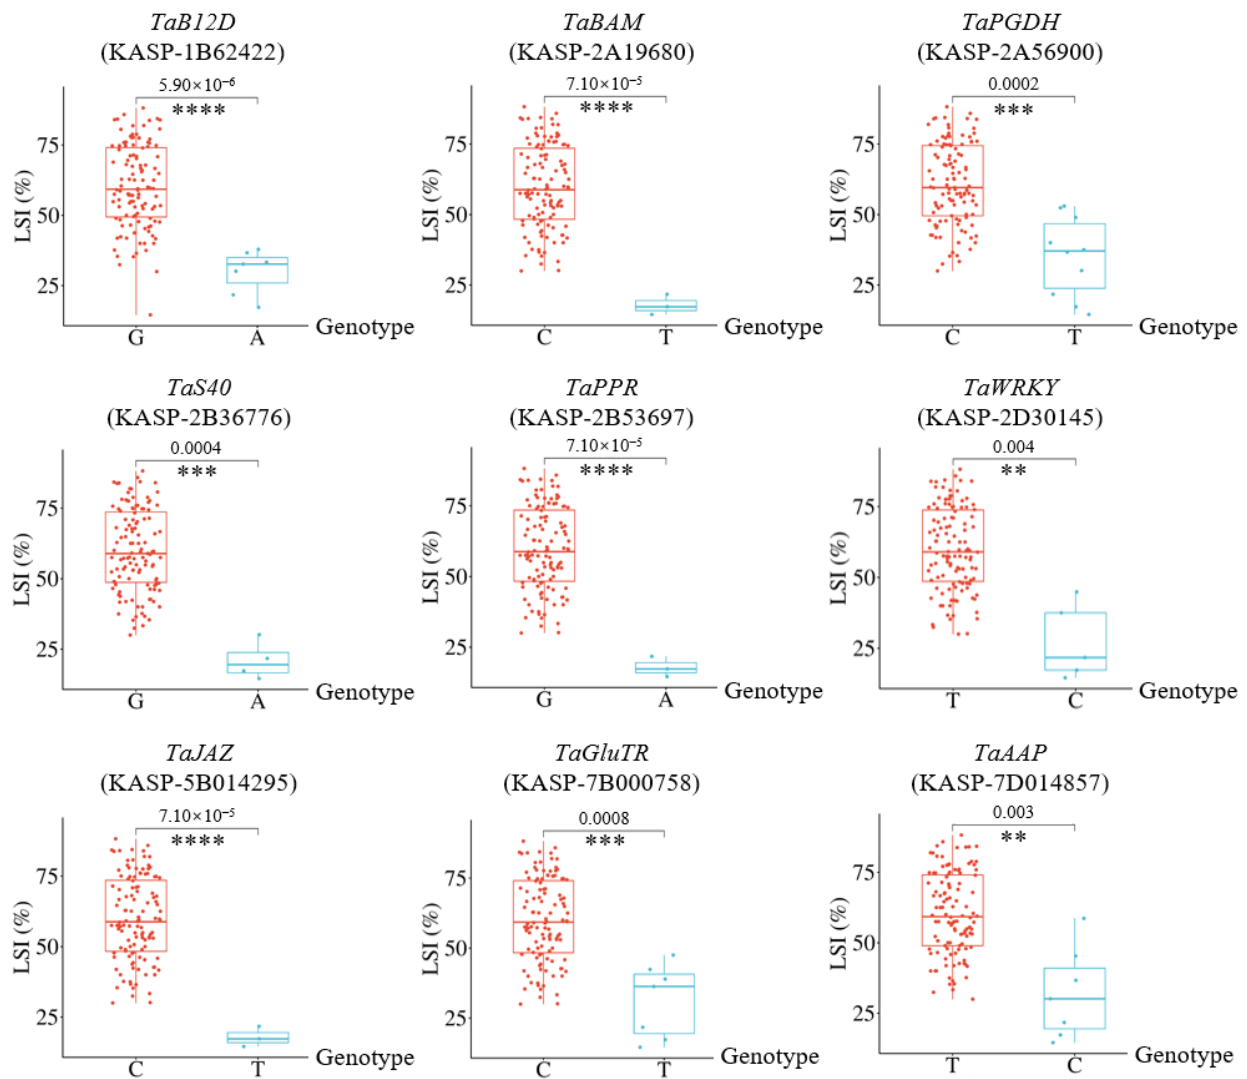 TaB12D
(KASP-1B62422)
5.90×10⁻⁶
****
LSI (%)
75
50
25
G
A
Genotype
TaBAM
(KASP-2A19680)
7.10×10⁻⁵
****
LSI (%)
75
50
25
C
T
Genotype
TaPGDH
(KASP-2A56900)
0.0002
***
LSI (%)
75
50
25
C
T
Genotype
TaS40
(KASP-2B36776)
0.0004
***
LSI (%)
75
50
25
G
A
Genotype
TaPPR
(KASP-2B53697)
7.10×10⁻⁵
****
LSI (%)
75
50
25
G
A
Genotype
TaWRKY
(KASP-2D30145)
0.004
**
LSI (%)
75
50
25
T
C
Genotype
TaJAZ
(KASP-5B014295)
7.10×10⁻⁵
****
LSI (%)
75
50
25
C
T
Genotype
TaGluTR
(KASP-7B000758)
0.0008
***
LSI (%)
75
50
25
C
T
Genotype
TaAAP
(KASP-7D014857)
0.003
**
LSI (%)
75
50
25
T
C
Genotype